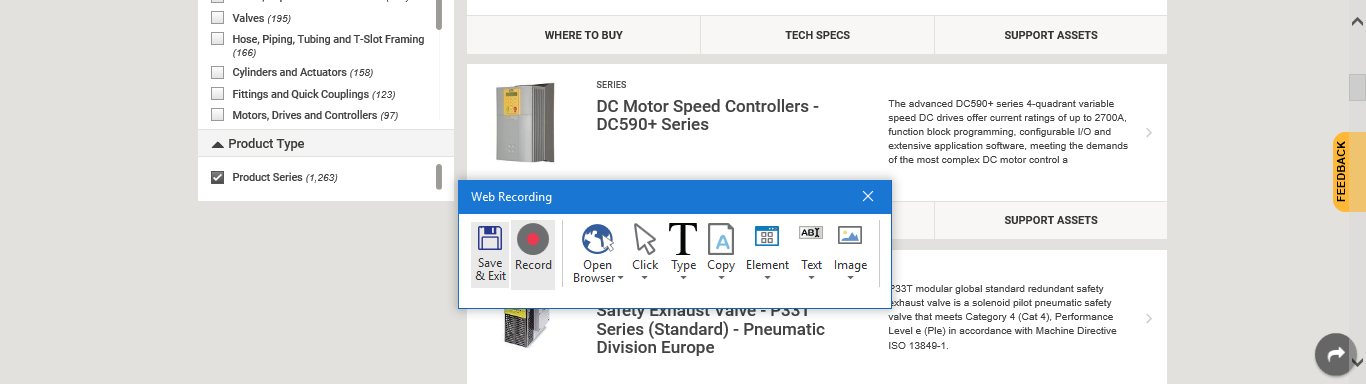 Valves (195)
Hose, Piping, Tubing and T-Slot Framing
(166)
Cylinders and Actuators (158)
Fittings and Quick Couplings (123)
Motors, Drives and Controllers (97)
Product Type
Product Series (1,263)
WHERE TO BUY
TECH SPECS
SUPPORT ASSETS
SERIES
DC Motor Speed Controllers -
DC590+ Series
The advanced DC590+ series 4-quadrant variable
speed DC drives offer current ratings of up to 2700A,
function block programming, configurable I/O and
extensive application software, meeting the demands
of the most complex DC motor control a
SUPPORT ASSETS
Web Recording
Save
& Exit
Record
Open
Browser
Click
T
Type
A
Copy
Element
AB
Text
Image
Safety Exhaust Valve - P33T
Series (Standard) - Pneumatic
Division Europe
P33T modular global standard redundant safety
exhaust valve is a solenoid pilot pneumatic safety
valve that meets Category 4 (Cat 4), Performance
Level e (Ple) in accordance with Machine Directive
ISO 13849-1.
FEEDBACK